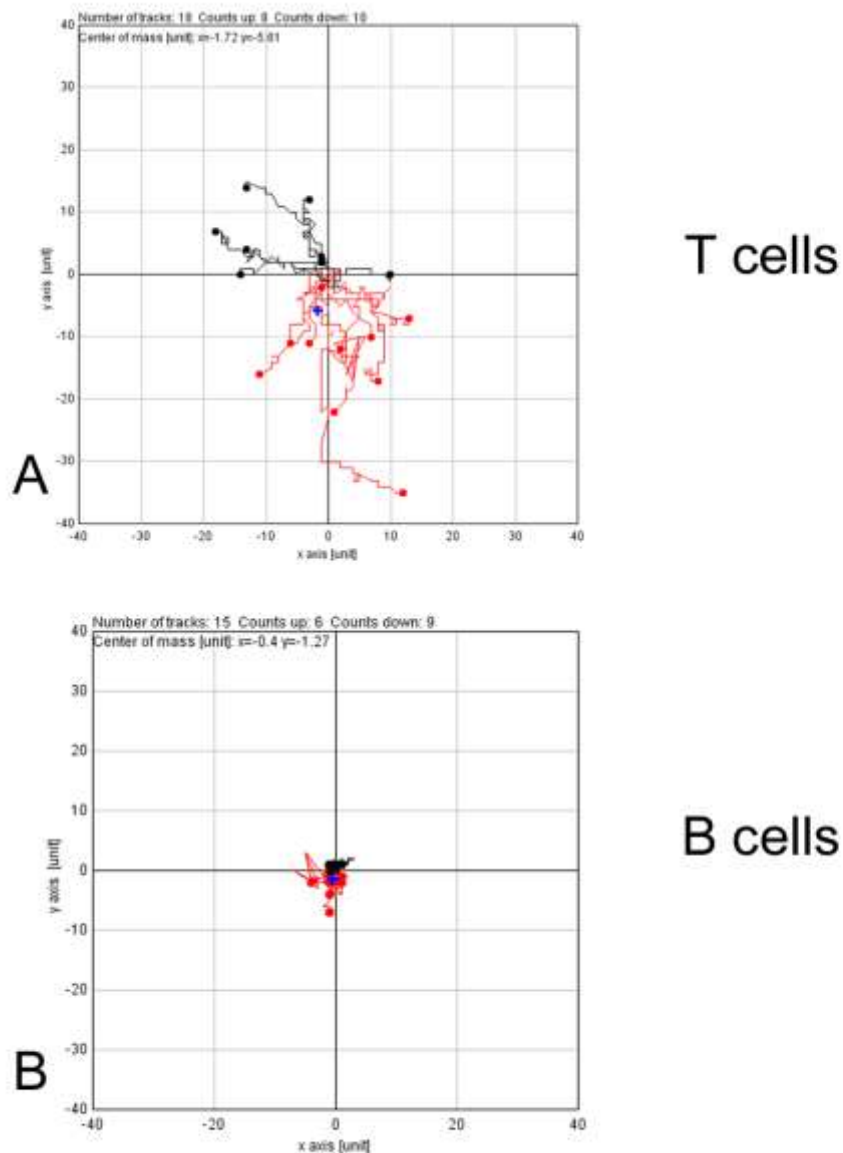 Number of tracks: 18 Counts up: 8 Counts down: 10
Center of mass [unit]: x=-1.72 y=-5.61
40
30
20
10
0
-10
-20
-30
-40
y axis [unit]
-40 -30 -20 -10 0 10 20 30 40
x axis [unit]
T cells
A
Number of tracks: 15 Counts up: 6 Counts down: 9
Center of mass [unit]: x=-0.4 y=-1.27
40
30
20
10
0
-10
-20
-30
-40
y axis [unit]
-40 -20 0 20 40
x axis [unit]
B cells
B